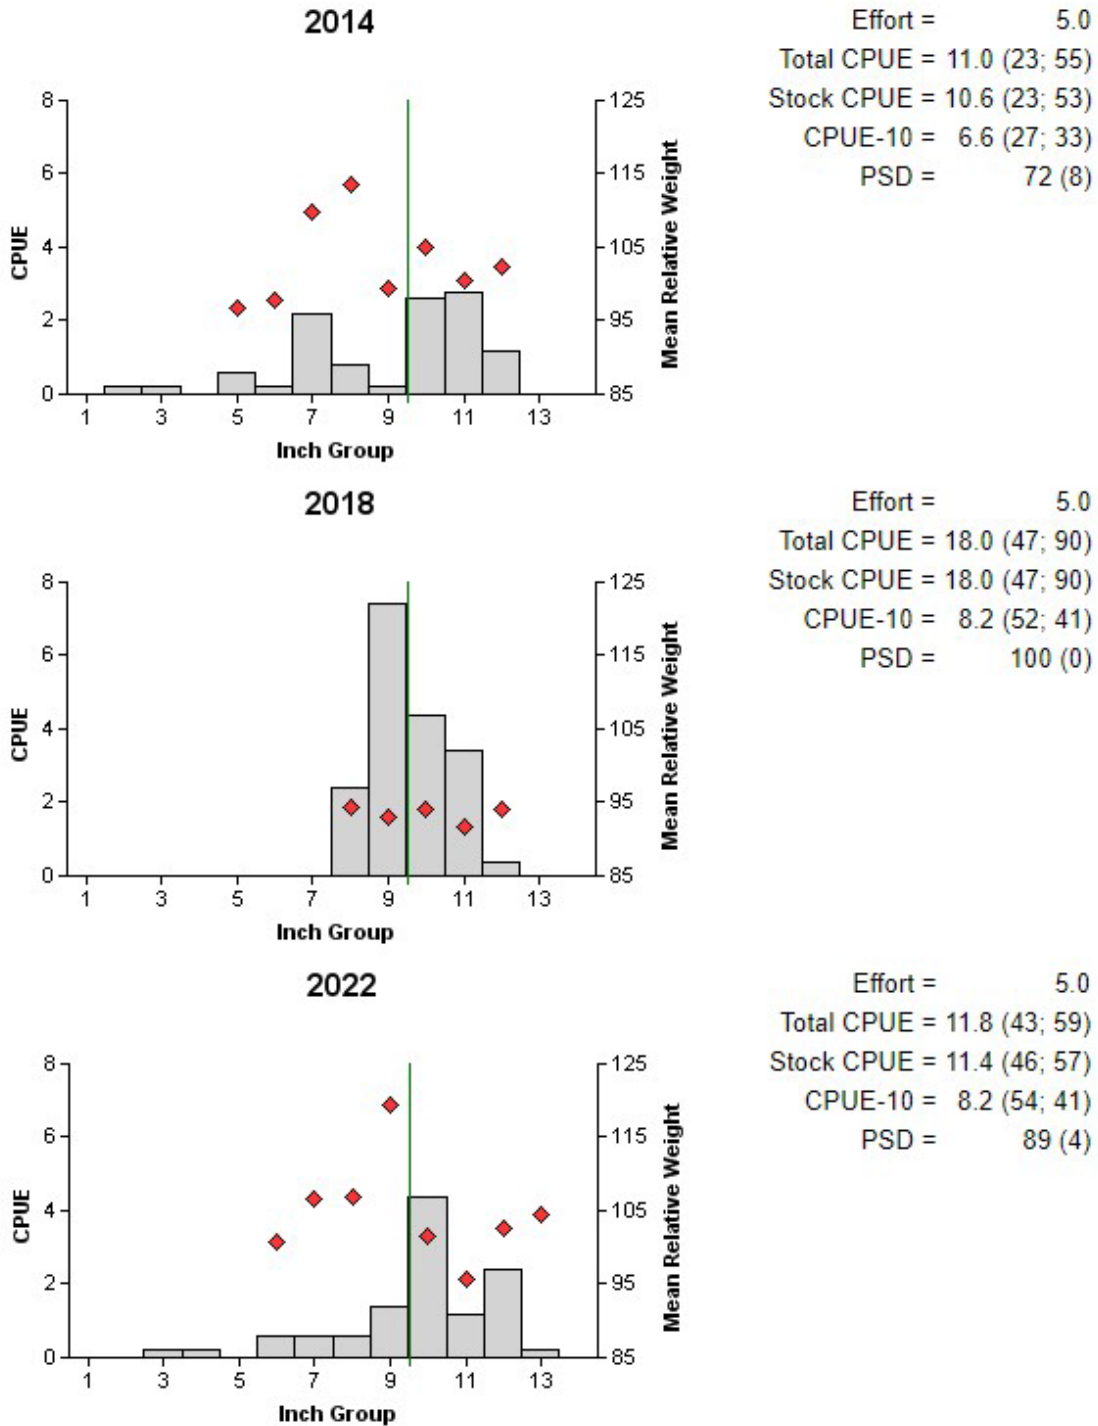 2014
Effort = 5.0
Total CPUE = 11.0 (23; 55)
Stock CPUE = 10.6 (23; 53)
CPUE-10 = 6.6 (27; 33)
PSD = 72 (8)
8
6
4
2
0
CPUE
125
115
105
95
85
Mean Relative Weight
1 3 5 7 9 11 13
Inch Group
2018
Effort = 5.0
Total CPUE = 18.0 (47; 90)
Stock CPUE = 18.0 (47; 90)
CPUE-10 = 8.2 (52; 41)
PSD = 100 (0)
8
6
4
2
0
CPUE
125
115
105
95
85
Mean Relative Weight
1 3 5 7 9 11 13
Inch Group
2022
Effort = 5.0
Total CPUE = 11.8 (43; 59)
Stock CPUE = 11.4 (46; 57)
CPUE-10 = 8.2 (54; 41)
PSD = 89 (4)
8
6
4
2
0
CPUE
125
115
105
95
85
Mean Relative Weight
1 3 5 7 9 11 13
Inch Group